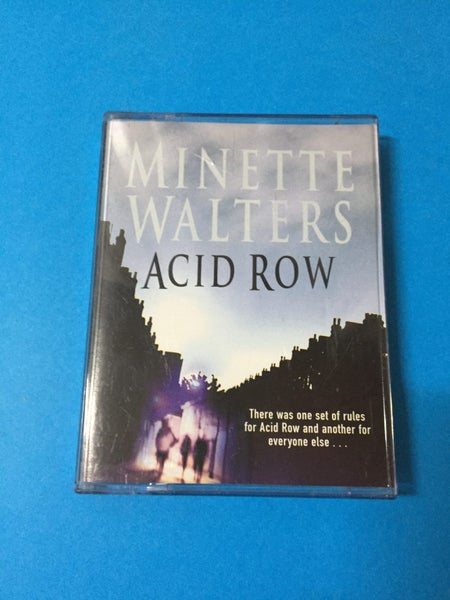 MINETTE
WALTERS
ACID ROW
There was one set of rules
for Acid Row and another for
everyone else . . .